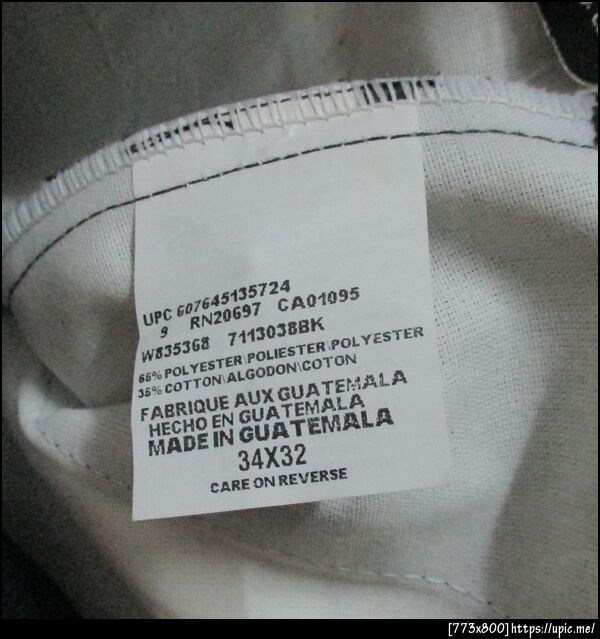 UPC 607645135724
9 RN20697 CA01095
W835368 7113038BK
65% POLYESTER\POLIESTER\POLYESTER
35% COTTON\ALGODON\COTON
FABRIQUE AUX GUATEMALA
HECHO EN GUATEMALA
MADE IN GUATEMALA
34X32
CARE ON REVERSE
[773x800]https://upic.me/